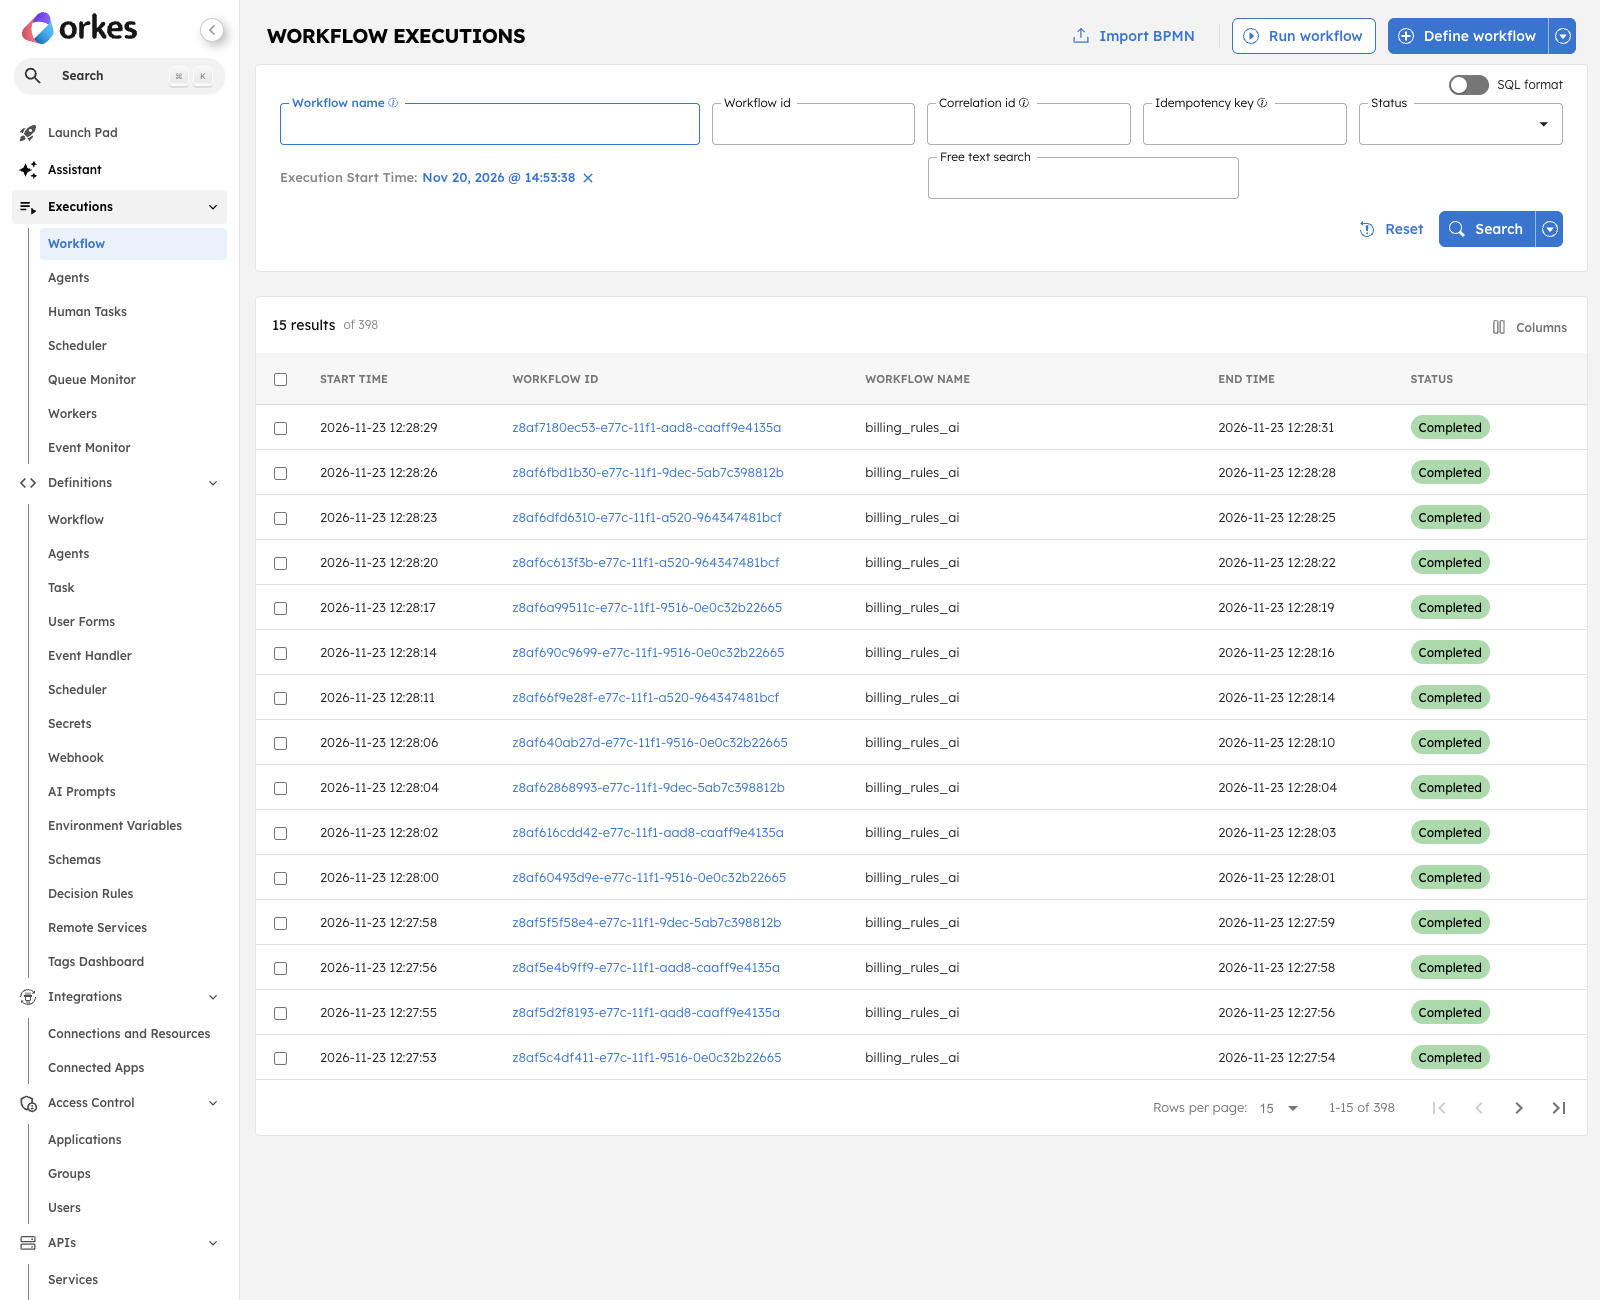 orkes
Search ⌘ K
Launch Pad
Assistant
Executions
Workflow
Agents
Human Tasks
Scheduler
Queue Monitor
Workers
Event Monitor
Definitions
Workflow
Agents
Task
User Forms
Event Handler
Scheduler
Secrets
Webhook
AI Prompts
Environment Variables
Schemas
Decision Rules
Remote Services
Tags Dashboard
Integrations
Connections and Resources
Connected Apps
Access Control
Applications
Groups
Users
APIs
Services
WORKFLOW EXECUTIONS
Import BPMN
Run workflow
Define workflow
SQL format
Workflow name
Workflow id
Correlation id
Idempotency key
Status
Execution Start Time: Nov 20, 2026 @ 14:53:38
Free text search
Reset
Search
15 results of 398
Columns
START TIME WORKFLOW ID WORKFLOW NAME END TIME STATUS
2026-11-23 12:28:29 z8af7180ec53-e77c-11f1-aad8-caaff9e4135a billing_rules_ai 2026-11-23 12:28:31 Completed
2026-11-23 12:28:26 z8af6fbd1b30-e77c-11f1-9dec-5ab7c398812b billing_rules_ai 2026-11-23 12:28:28 Completed
2026-11-23 12:28:23 z8af6dfd6310-e77c-11f1-a520-964347481bcf billing_rules_ai 2026-11-23 12:28:25 Completed
2026-11-23 12:28:20 z8af6c613f3b-e77c-11f1-a520-964347481bcf billing_rules_ai 2026-11-23 12:28:22 Completed
2026-11-23 12:28:17 z8af6a99511c-e77c-11f1-9516-0e0c32b22665 billing_rules_ai 2026-11-23 12:28:19 Completed
2026-11-23 12:28:14 z8af690c9699-e77c-11f1-9516-0e0c32b22665 billing_rules_ai 2026-11-23 12:28:16 Completed
2026-11-23 12:28:11 z8af66f9e28f-e77c-11f1-a520-964347481bcf billing_rules_ai 2026-11-23 12:28:14 Completed
2026-11-23 12:28:06 z8af640ab27d-e77c-11f1-9516-0e0c32b22665 billing_rules_ai 2026-11-23 12:28:10 Completed
2026-11-23 12:28:04 z8af62868993-e77c-11f1-9dec-5ab7c398812b billing_rules_ai 2026-11-23 12:28:04 Completed
2026-11-23 12:28:02 z8af616cdd42-e77c-11f1-aad8-caaff9e4135a billing_rules_ai 2026-11-23 12:28:03 Completed
2026-11-23 12:28:00 z8af60493d9e-e77c-11f1-9516-0e0c32b22665 billing_rules_ai 2026-11-23 12:28:01 Completed
2026-11-23 12:27:58 z8af5f5f58e4-e77c-11f1-9dec-5ab7c398812b billing_rules_ai 2026-11-23 12:27:59 Completed
2026-11-23 12:27:56 z8af5e4b9ff9-e77c-11f1-aad8-caaff9e4135a billing_rules_ai 2026-11-23 12:27:58 Completed
2026-11-23 12:27:55 z8af5d2f8193-e77c-11f1-aad8-caaff9e4135a billing_rules_ai 2026-11-23 12:27:56 Completed
2026-11-23 12:27:53 z8af5c4df411-e77c-11f1-9516-0e0c32b22665 billing_rules_ai 2026-11-23 12:27:54 Completed
Rows per page: 15 1-15 of 398